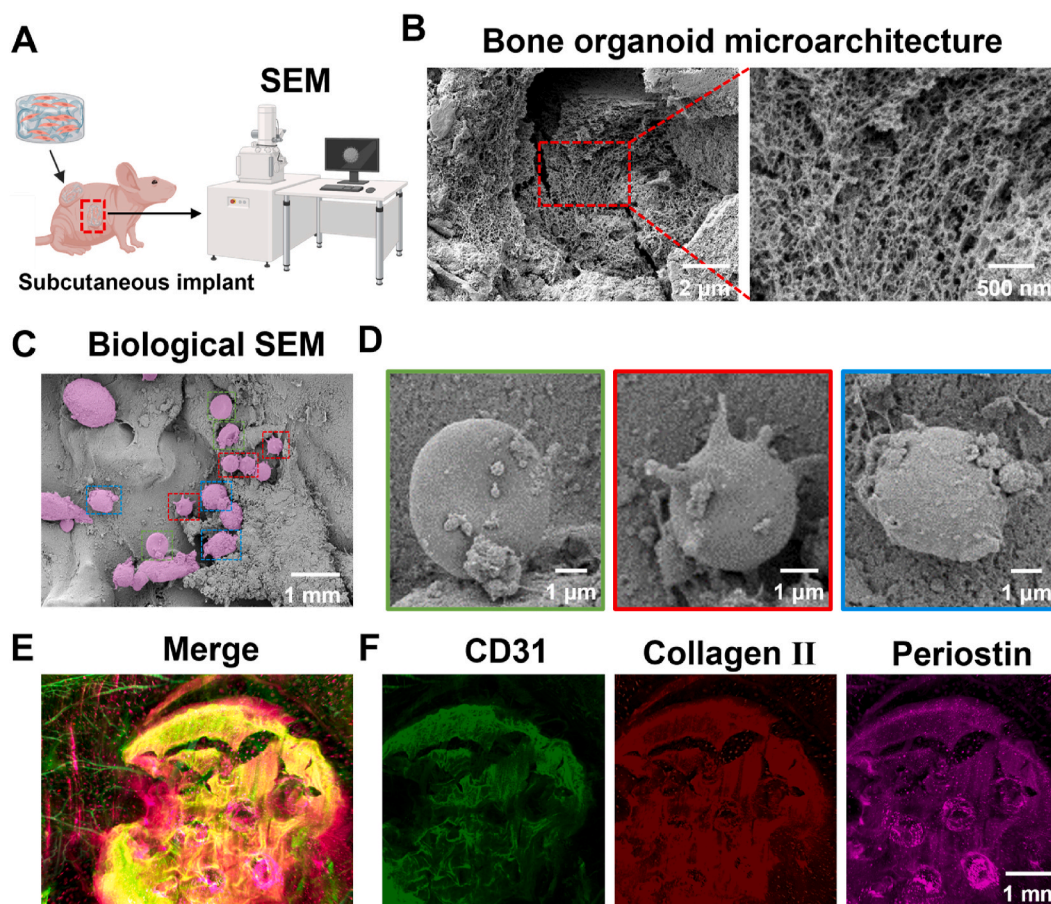 A
SEM
Subcutaneous implant
B
Bone organoid microarchitecture
2 µm
500 nm
C
Biological SEM
1 mm
D
1 µm
1 µm
1 µm
E
Merge
F
CD31
Collagen II
Periostin
1 mm